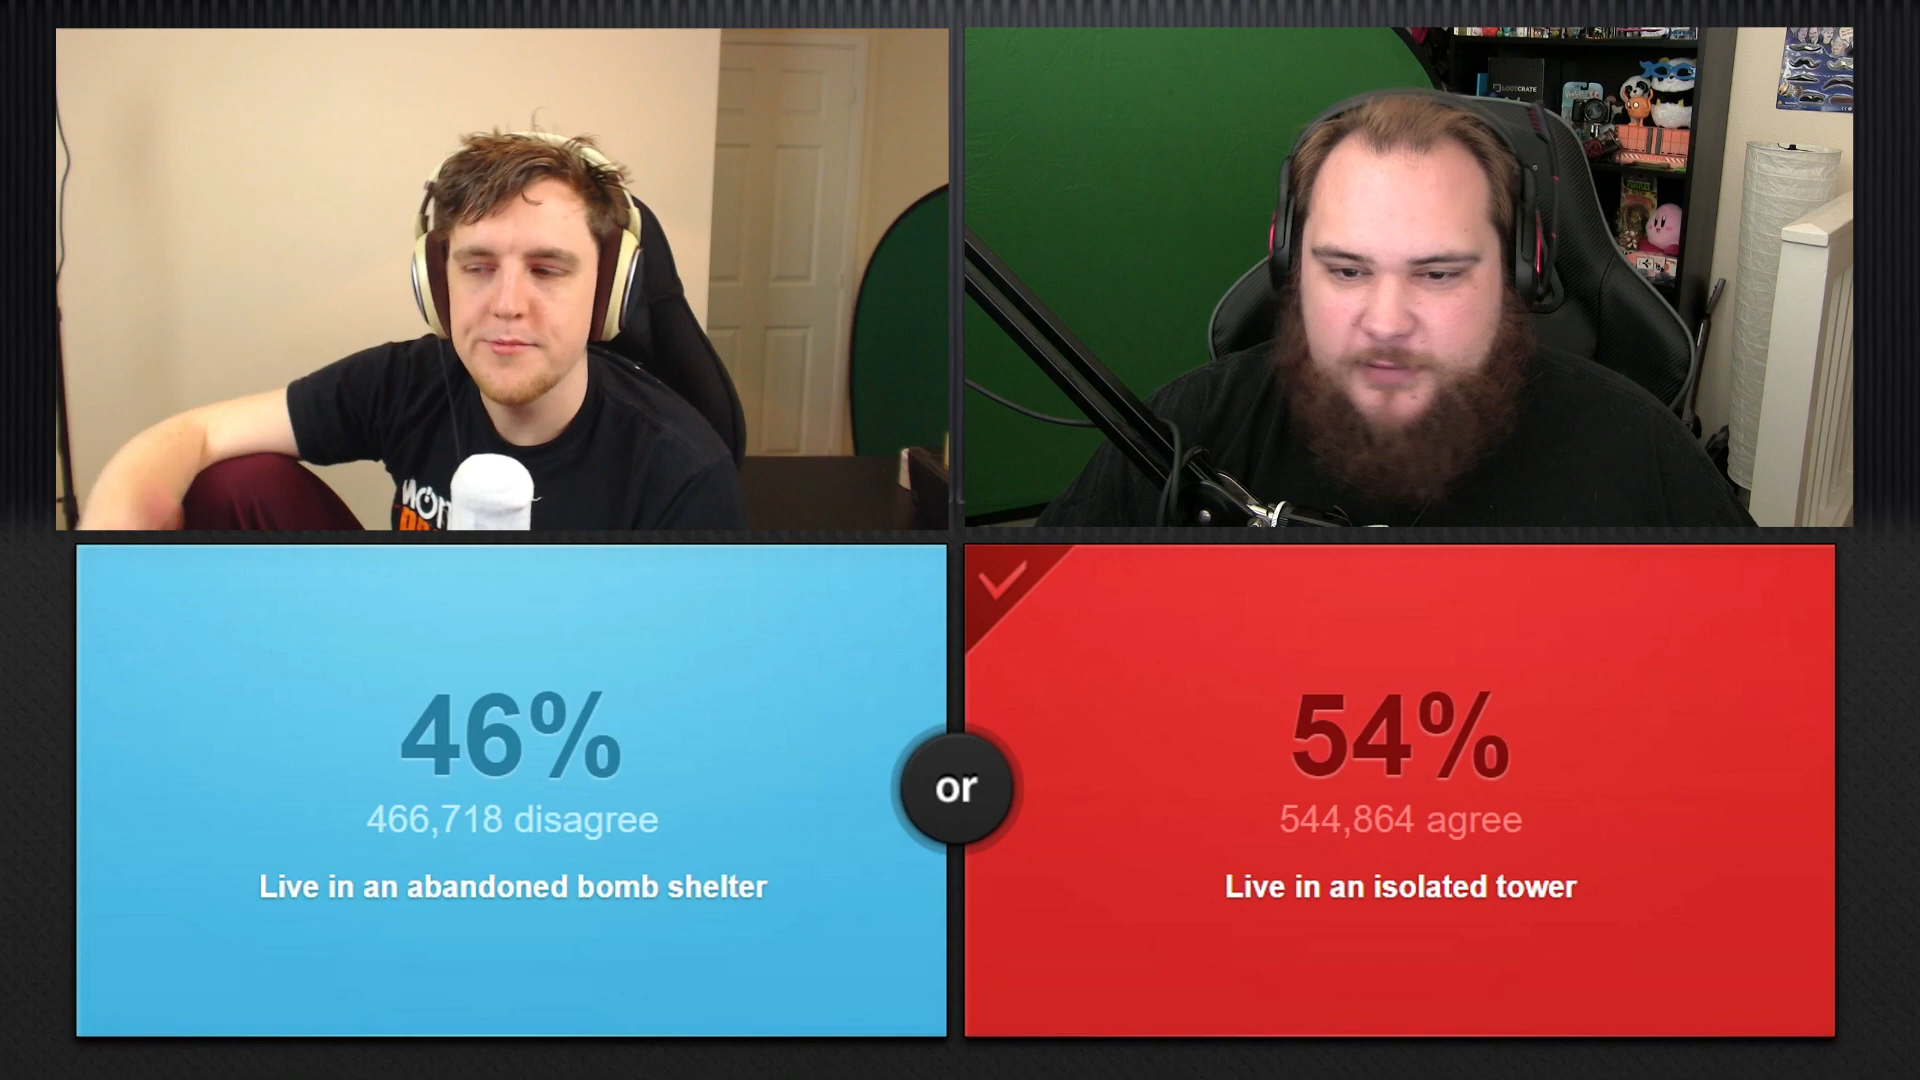 LOOTCRATE
46%
466,718 disagree
Live in an abandoned bomb shelter
or
54%
544,864 agree
Live in an isolated tower